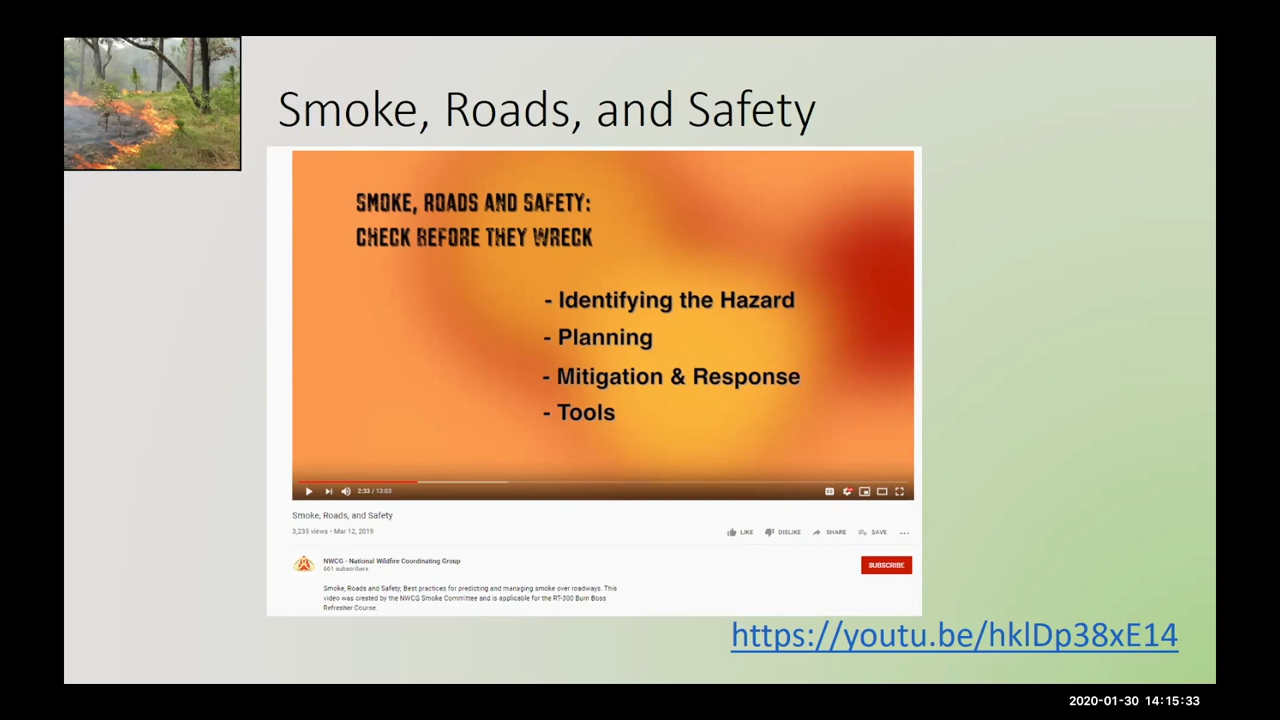 Smoke, Roads, and Safety
SMOKE, ROADS AND SAFETY:
CHECK BEFORE THEY WRECK
- Identifying the Hazard
- Planning
- Mitigation & Response
- Tools
2:33 / 13:03
CC
Smoke, Roads, and Safety
3,235 views • Mar 12, 2019
LIKE DISLIKE SHARE SAVE ...
NWCG - National Wildfire Coordinating Group
661 subscribers
SUBSCRIBE
Smoke, Roads and Safety; Best practices for predicting and managing smoke over roadways. This
video was created by the NWCG Smoke Committee and is applicable for the RT-300 Burn Boss
Refresher Course.
https://youtu.be/hklDp38xE14
2020-01-30 14:15:33